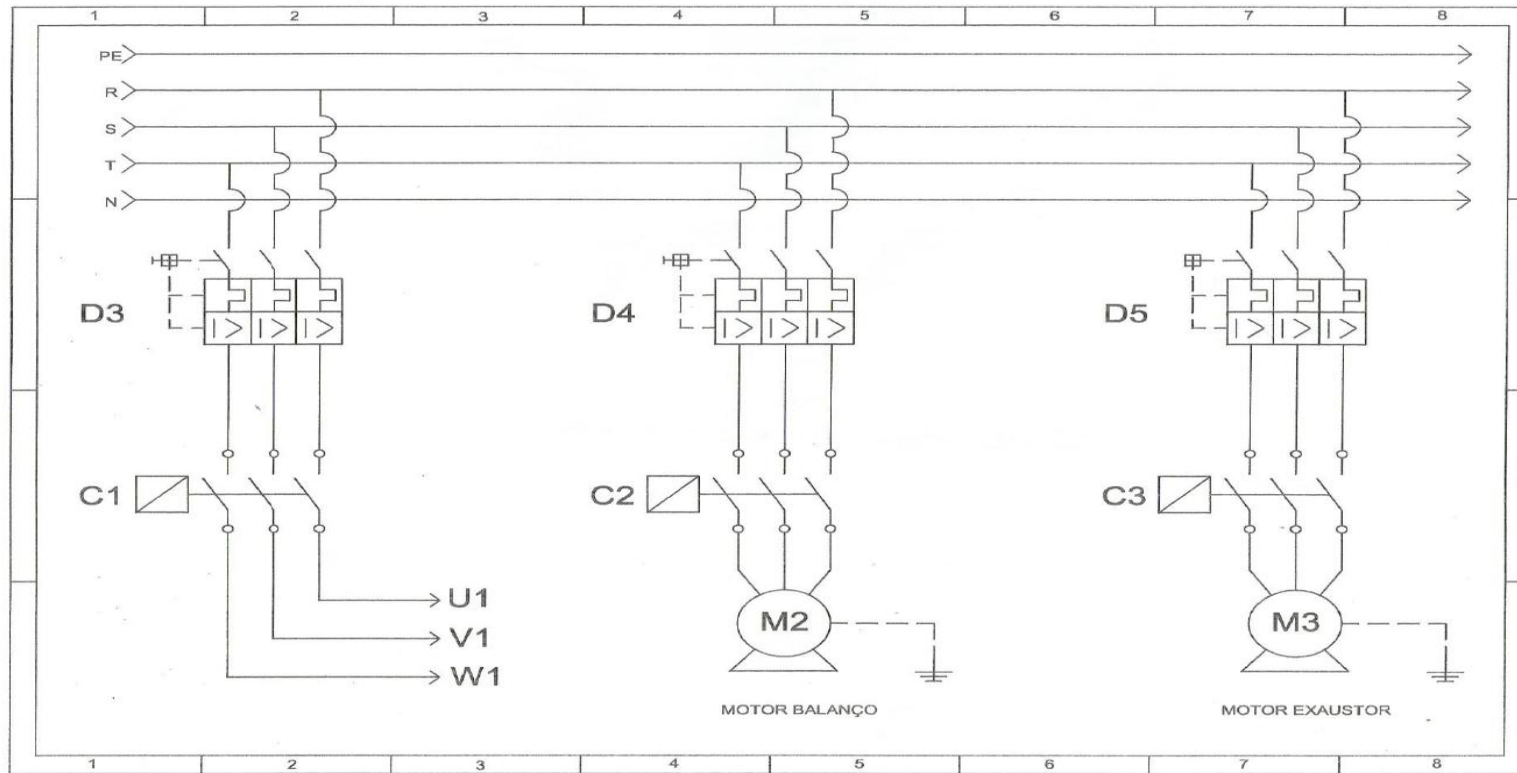 1 2 3 4 5 6 7 8
PE
R
S
T
N
D3 D4 D5
I> I> I> I> I> I> I> I> I>
C1 C2 C3
U1
V1
W1
M2 M3
MOTOR BALANÇO MOTOR EXAUSTOR
1 2 3 4 5 6 7 8